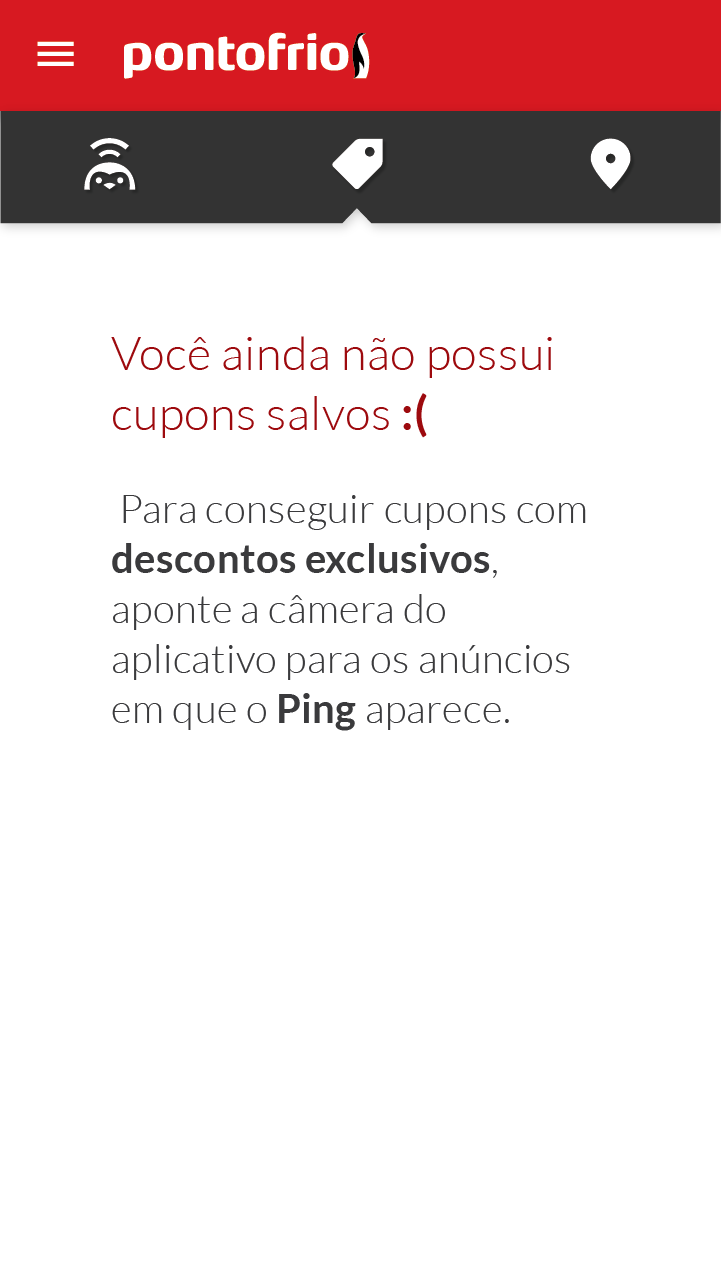 pontofrio
Você ainda não possui
cupons salvos :(
Para conseguir cupons com
descontos exclusivos,
aponte a câmera do
aplicativo para os anúncios
em que o Ping aparece.